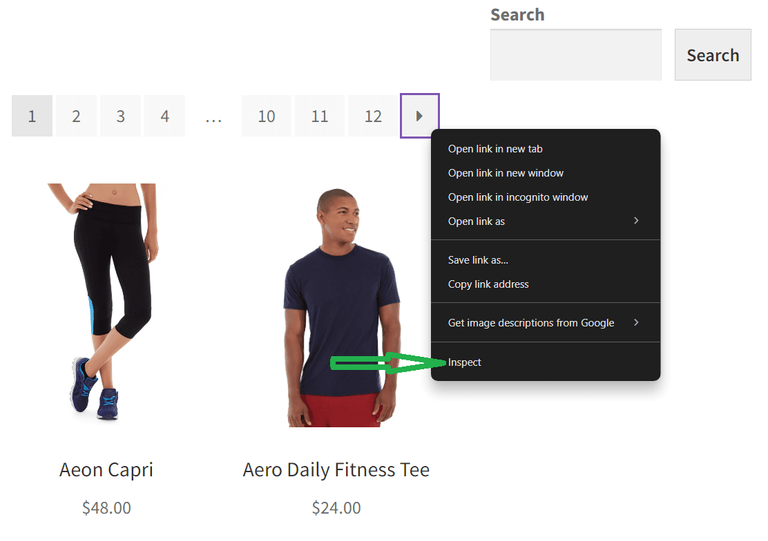 Search
Search
1 2 3 4 … 10 11 12
Open link in new tab
Open link in new window
Open link in incognito window
Open link as
Save link as...
Copy link address
Get image descriptions from Google
Inspect
Aeon Capri
Aero Daily Fitness Tee
$48.00
$24.00